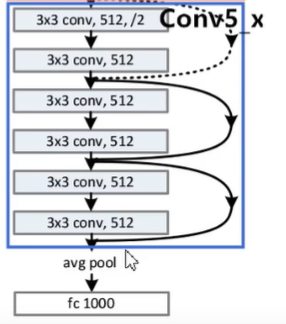 3x3 conv, 512, /2
Conv5_x
3x3 conv, 512
3x3 conv, 512
3x3 conv, 512
3x3 conv, 512
3x3 conv, 512
avg pool
fc 1000